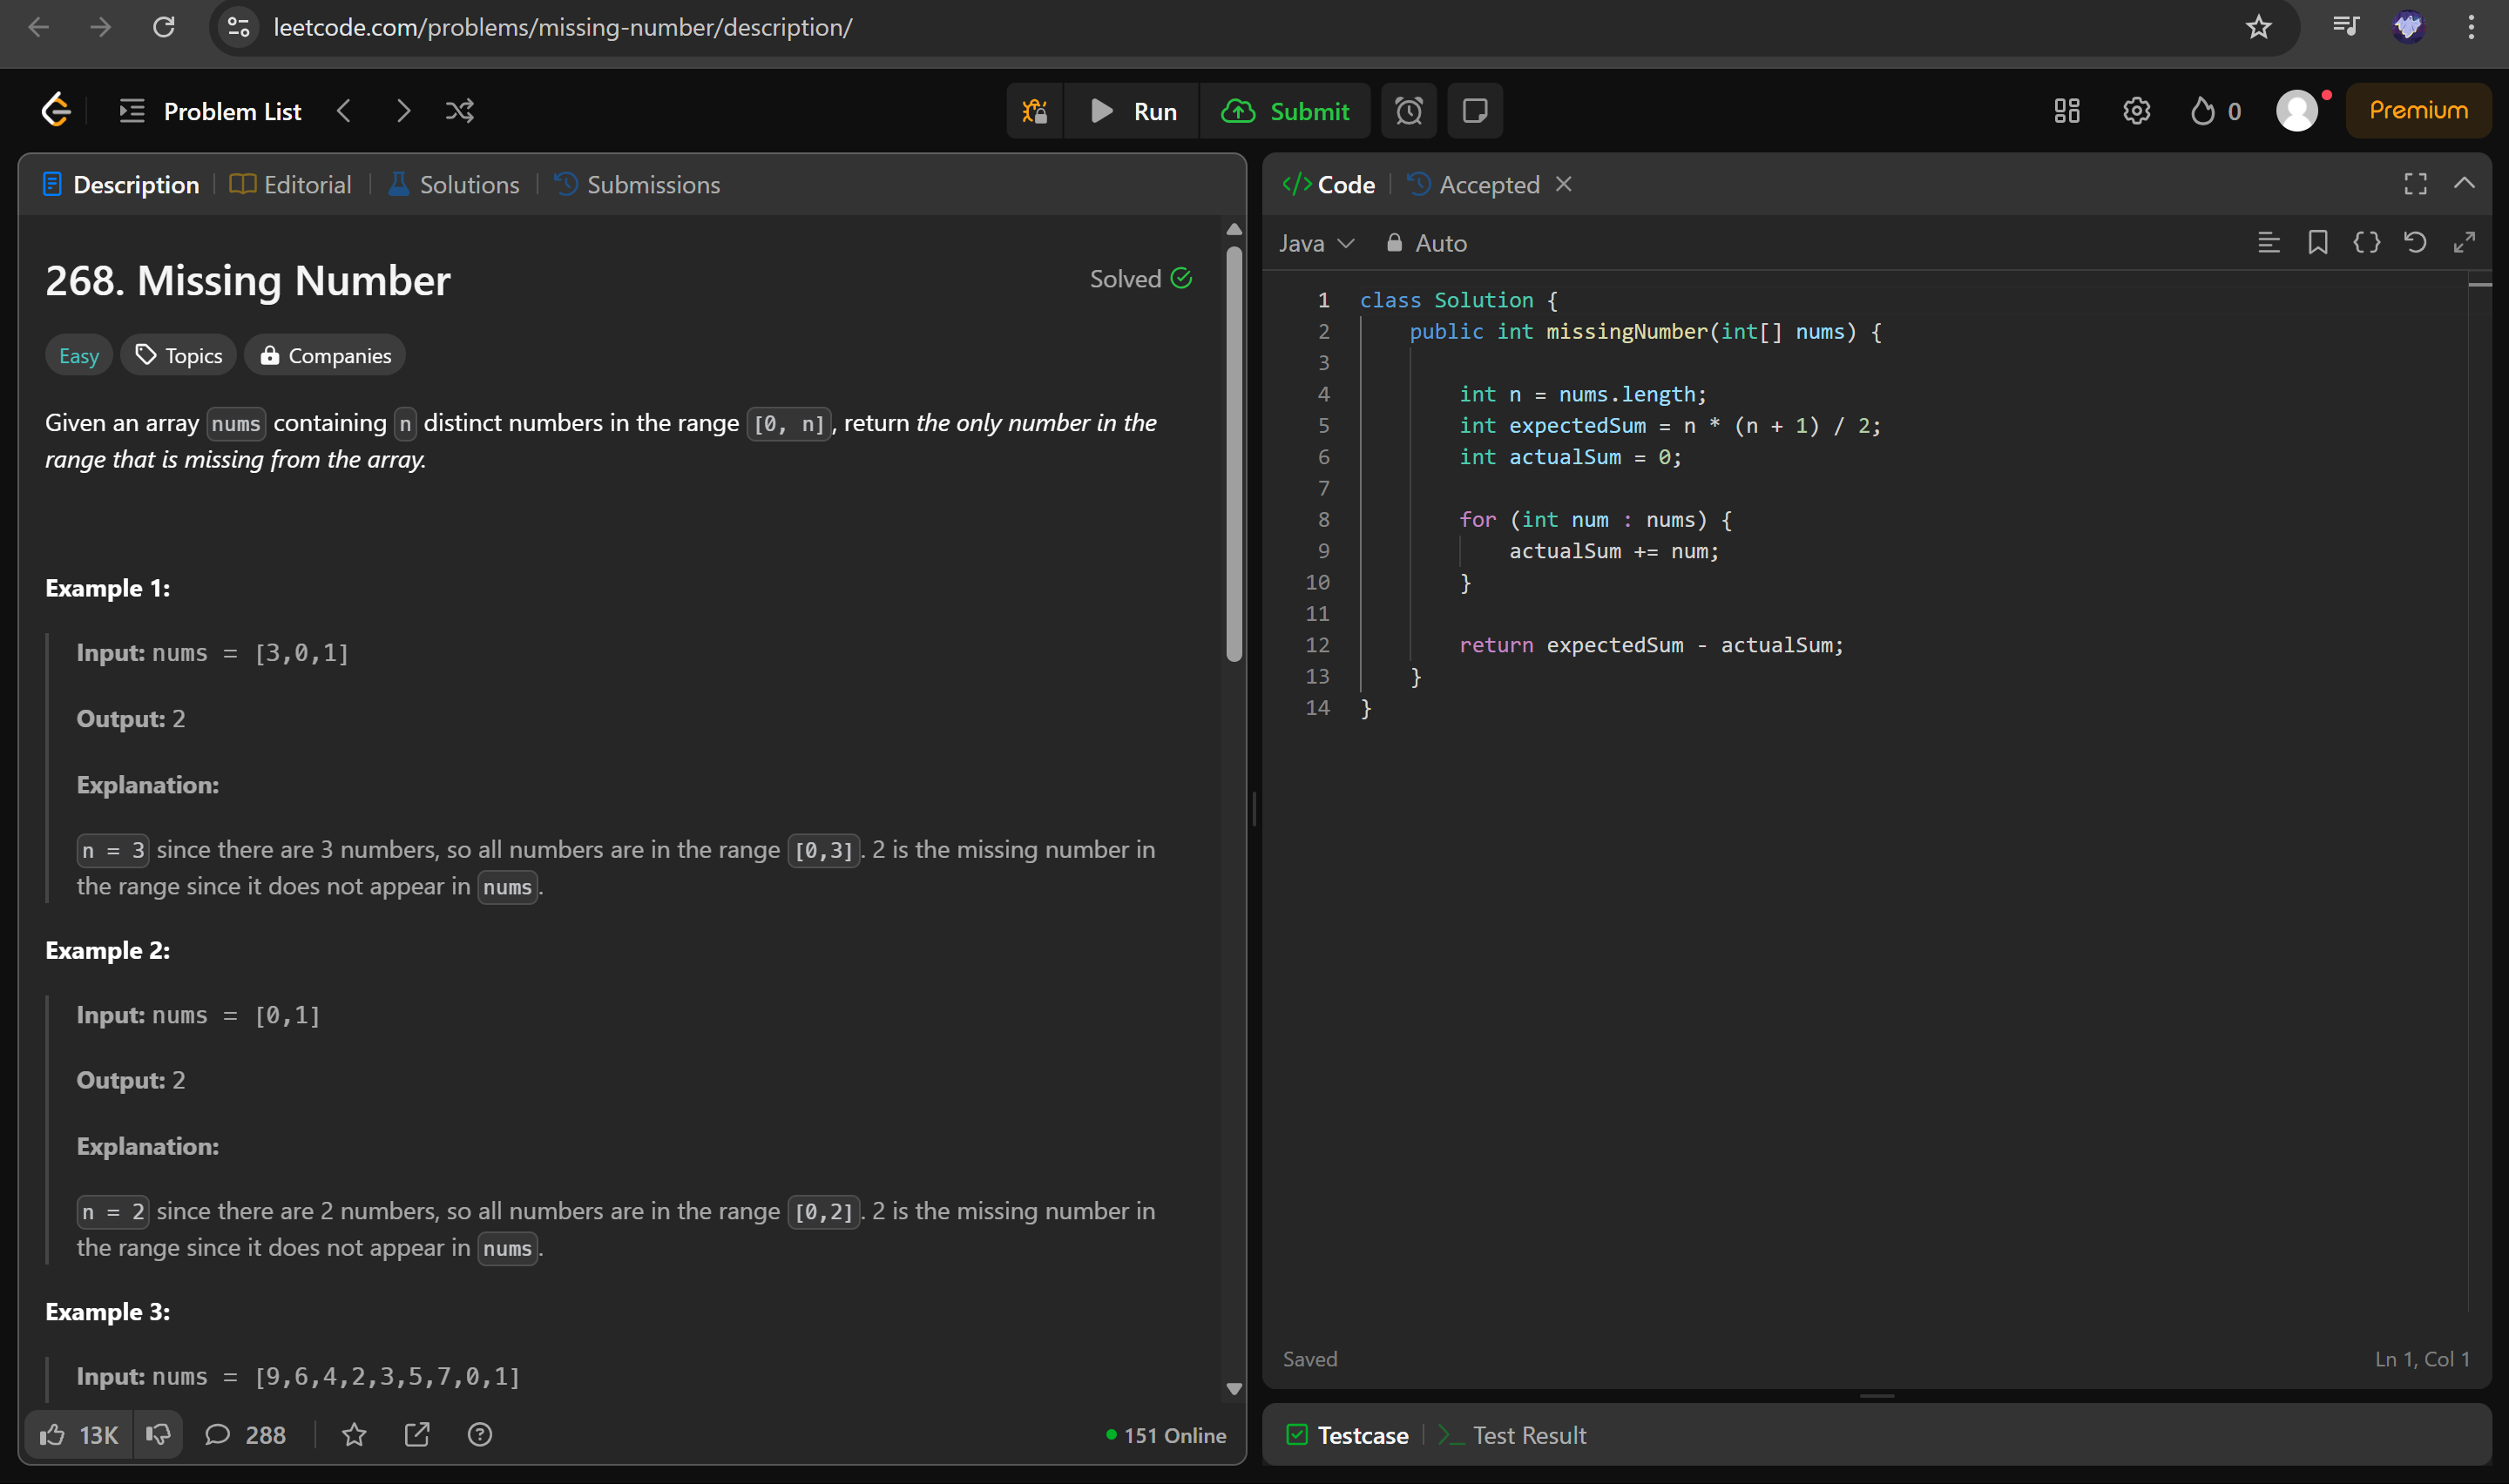 leetcode.com/problems/missing-number/description/
Problem List
Run
Submit
0
Premium
Description
Editorial
Solutions
Submissions
268. Missing Number
Solved
Easy
Topics
Companies
Given an array nums containing n distinct numbers in the range [0, n], return the only number in the
range that is missing from the array.
Example 1:
Input: nums = [3,0,1]
Output: 2
Explanation:
n = 3 since there are 3 numbers, so all numbers are in the range [0,3]. 2 is the missing number in
the range since it does not appear in nums.
Example 2:
Input: nums = [0,1]
Output: 2
Explanation:
n = 2 since there are 2 numbers, so all numbers are in the range [0,2]. 2 is the missing number in
the range since it does not appear in nums.
Example 3:
Input: nums = [9,6,4,2,3,5,7,0,1]
13K
288
151 Online
Code
Accepted
Java
Auto
1 class Solution {
2     public int missingNumber(int[] nums) {
3
4         int n = nums.length;
5         int expectedSum = n * (n + 1) / 2;
6         int actualSum = 0;
7
8         for (int num : nums) {
9             actualSum += num;
10         }
11
12         return expectedSum - actualSum;
13     }
14 }
Saved
Ln 1, Col 1
Testcase
Test Result